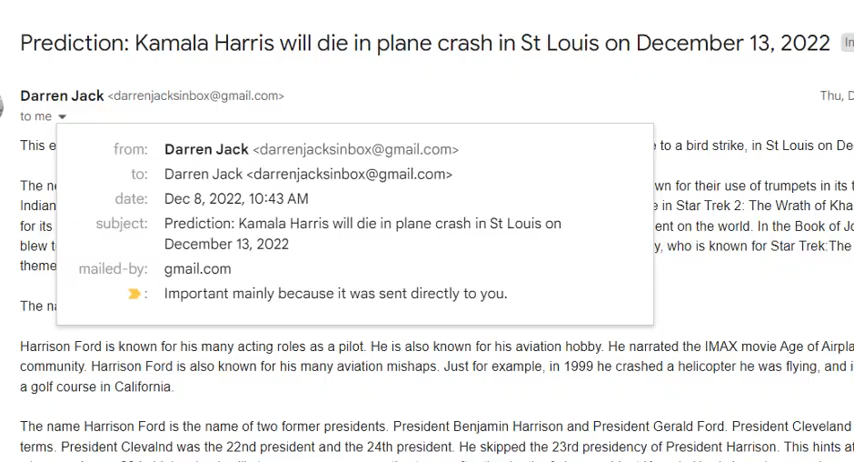 Prediction: Kamala Harris will die in plane crash in St Louis on December 13, 2022
Darren Jack <darrenjacksinbox@gmail.com>
Thu, D
to me
This e
to a bird strike, in St Louis on De
from: Darren Jack <darrenjacksinbox@gmail.com>
to: Darren Jack <darrenjacksinbox@gmail.com>
date: Dec 8, 2022, 10:43 AM
subject: Prediction: Kamala Harris will die in plane crash in St Louis on
December 13, 2022
mailed-by: gmail.com
: Important mainly because it was sent directly to you.
The n
wn for their use of trumpets in its t
Indian
e in Star Trek 2: The Wrath of Kha
for its
ent on the world. In the Book of Jo
blew t
y, who is known for Star Trek:The
theme
The na
Harrison Ford is known for his many acting roles as a pilot. He is also known for his aviation hobby. He narrated the IMAX movie Age of Airpla
community. Harrison Ford is also known for his many aviation mishaps. Just for example, in 1999 he crashed a helicopter he was flying, and i
a golf course in California.
The name Harrison Ford is the name of two former presidents. President Benjamin Harrison and President Gerald Ford. President Cleveland
terms. President Clevalnd was the 22nd president and the 24th president. He skipped the 23rd presidency of President Harrison. This hints at